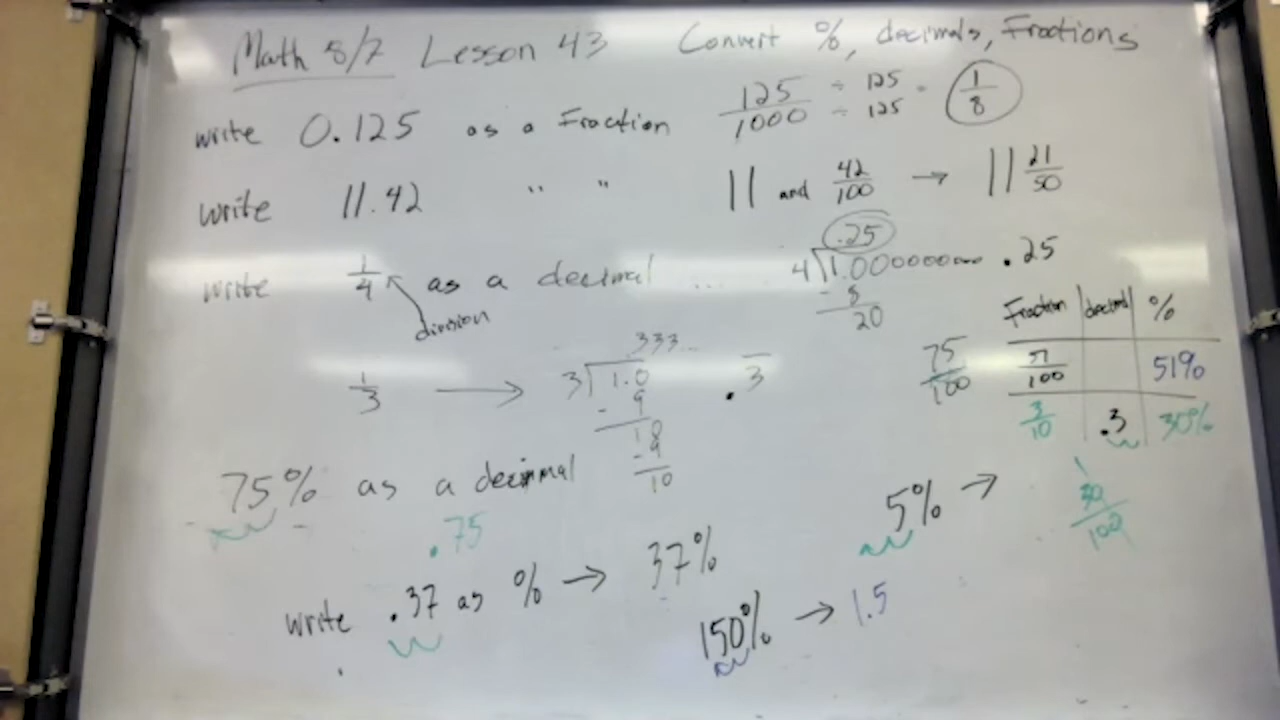 Math 8/7 Lesson 43 Convert %, decimals, Fractions
write 0.125 as a Fraction 125/1000 ÷ 125 ÷ 125 = 1/8
write 11.42 " " 11 and 42/100 → 11 21/50
write 1/4 as a decimal ... .25 4 1.000000000 .25
- 8
20
division
1/3 → 333... 3 1.0 . 3̅
- 9
10
- 9
10
75/100 Fraction decimal %
51/100 51%
3/10 .3 30%
30/100
75% as a decimal
.75
5% →
write .37 as % → 37%
150% → 1.5